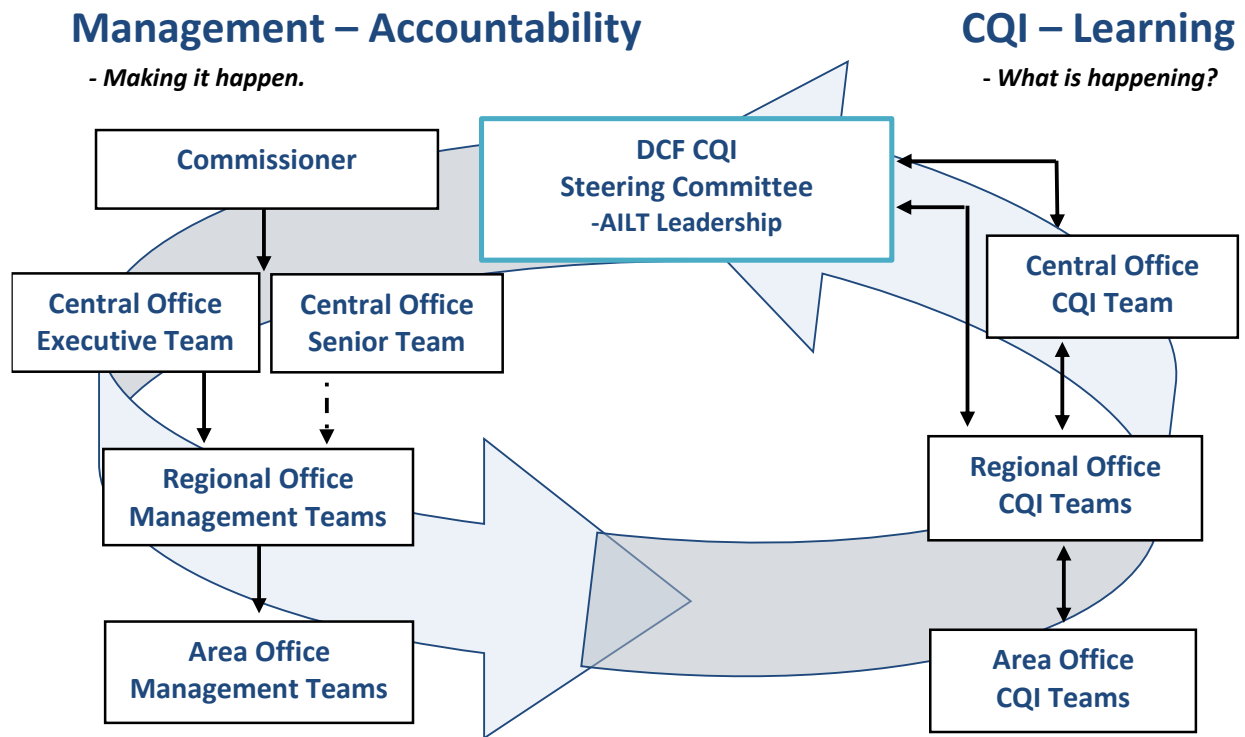 Management – Accountability
- Making it happen.
CQI – Learning
- What is happening?
Commissioner
DCF CQI
Steering Committee
-AILT Leadership
Central Office
Executive Team
Central Office
Senior Team
Central Office
CQI Team
Regional Office
Management Teams
Regional Office
CQI Teams
Area Office
Management Teams
Area Office
CQI Teams